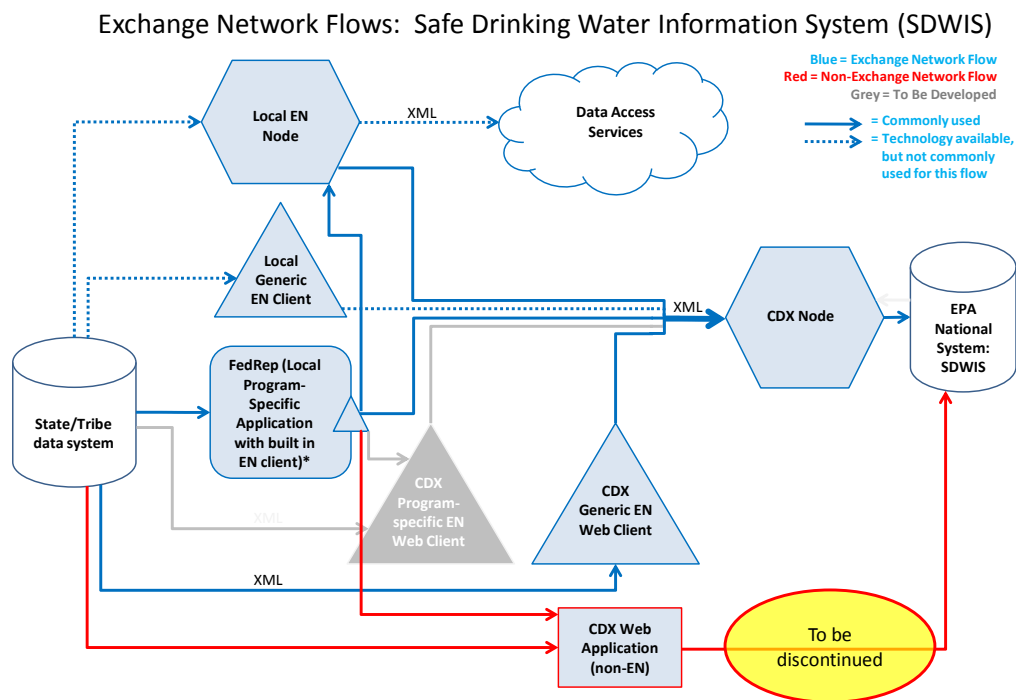 Exchange Network Flows:  Safe Drinking Water Information System (SDWIS)
Blue = Exchange Network Flow
Red = Non-Exchange Network Flow
Grey = To Be Developed
= Commonly used
= Technology available,
but not commonly
used for this flow
Local EN
Node
XML
Data Access
Services
Local
Generic
EN Client
XML
CDX Node
EPA
National
System:
SDWIS
FedRep (Local
Program-
Specific
Application
with built in
EN client)*
State/Tribe
data system
CDX
Program-
specific EN
Web Client
XML
CDX
Generic EN
Web Client
XML
CDX Web
Application
(non-EN)
To be
discontinued